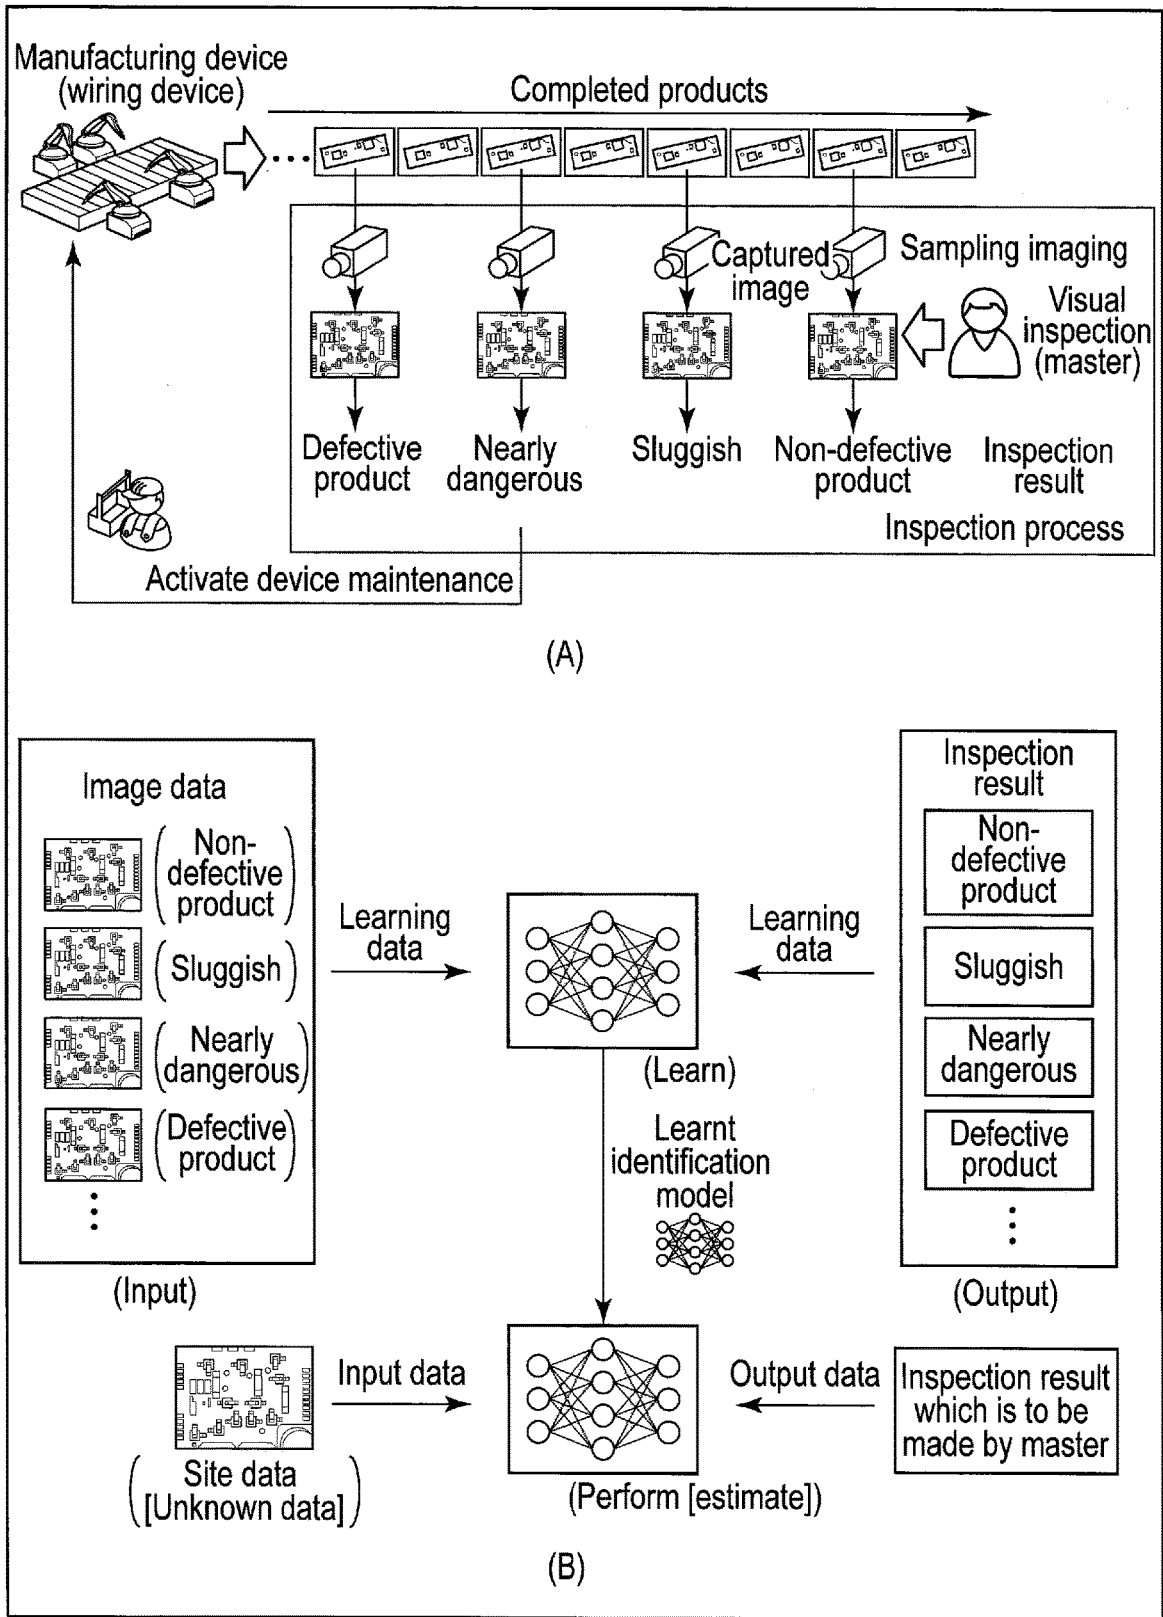 Manufacturing device
(wiring device)
Completed products
Captured
image
Sampling imaging
Visual
inspection
(master)
Defective
product
Nearly
dangerous
Sluggish
Non-defective
product
Inspection
result
Inspection process
Activate device maintenance
(A)
Image data
Non-
defective
product
Sluggish
Nearly
dangerous
Defective
product
(Input)
Learning
data
(Learn)
Learning
data
Inspection
result
Non-
defective
product
Sluggish
Nearly
dangerous
Defective
product
(Output)
Learnt
identification
model
Site data
[Unknown data]
Input data
(Perform [estimate])
Output data
Inspection result
which is to be
made by master
(B)